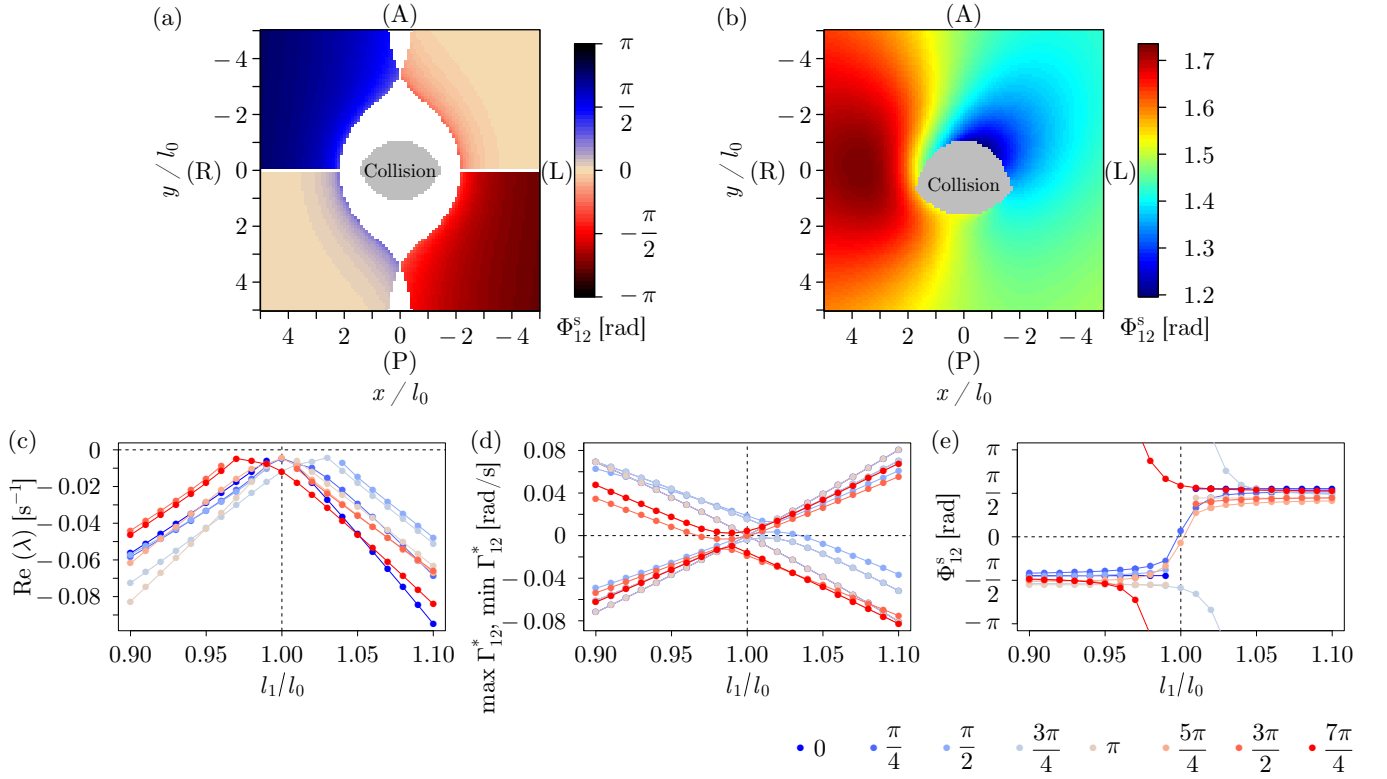 (a) (A) (b) (A)
π
− 4 − 4 1.7
π/2
− 2 − 2 1.6
y / l₀ (R) 0 Collision (L) 0 y / l₀ (R) 0 Collision (L) 1.5
1.4
2 −π/2 2 1.3
4 −π 4 1.2
4 2 0 − 2 − 4 Φˢ₁₂ [rad] 4 2 0 − 2 − 4 Φˢ₁₂ [rad]
(P) (P)
x / l₀ x / l₀
(c) (d) (e)
Re (λ) [s⁻¹]
0
− 0.02
− 0.04
− 0.06
− 0.08
0.90 0.95 1.00 1.05 1.10
l₁/l₀
max Γ*₁₂, min Γ*₁₂ [rad/s]
0.08
0.04
0
− 0.04
− 0.08
0.90 0.95 1.00 1.05 1.10
l₁/l₀
Φˢ₁₂ [rad]
π
π/2
0
−π/2
− π
0.90 0.95 1.00 1.05 1.10
l₁/l₀
0 π/4 π/2 3π/4 π 5π/4 3π/2 7π/4